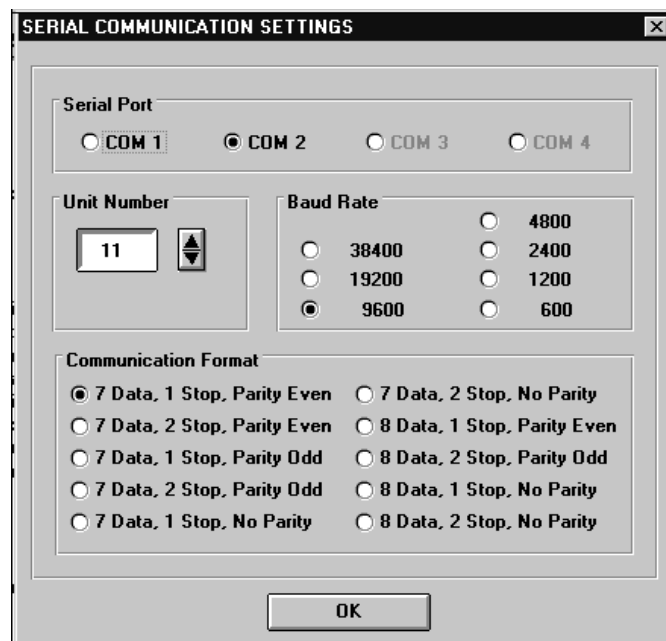 SERIAL COMMUNICATION SETTINGS
Serial Port
COM 1 COM 2 COM 3 COM 4
Unit Number
11
Baud Rate
4800
38400 2400
19200 1200
9600 600
Communication Format
7 Data, 1 Stop, Parity Even 7 Data, 2 Stop, No Parity
7 Data, 2 Stop, Parity Even 8 Data, 1 Stop, Parity Even
7 Data, 1 Stop, Parity Odd 8 Data, 2 Stop, Parity Odd
7 Data, 2 Stop, Parity Odd 8 Data, 1 Stop, No Parity
7 Data, 1 Stop, No Parity 8 Data, 2 Stop, No Parity
OK